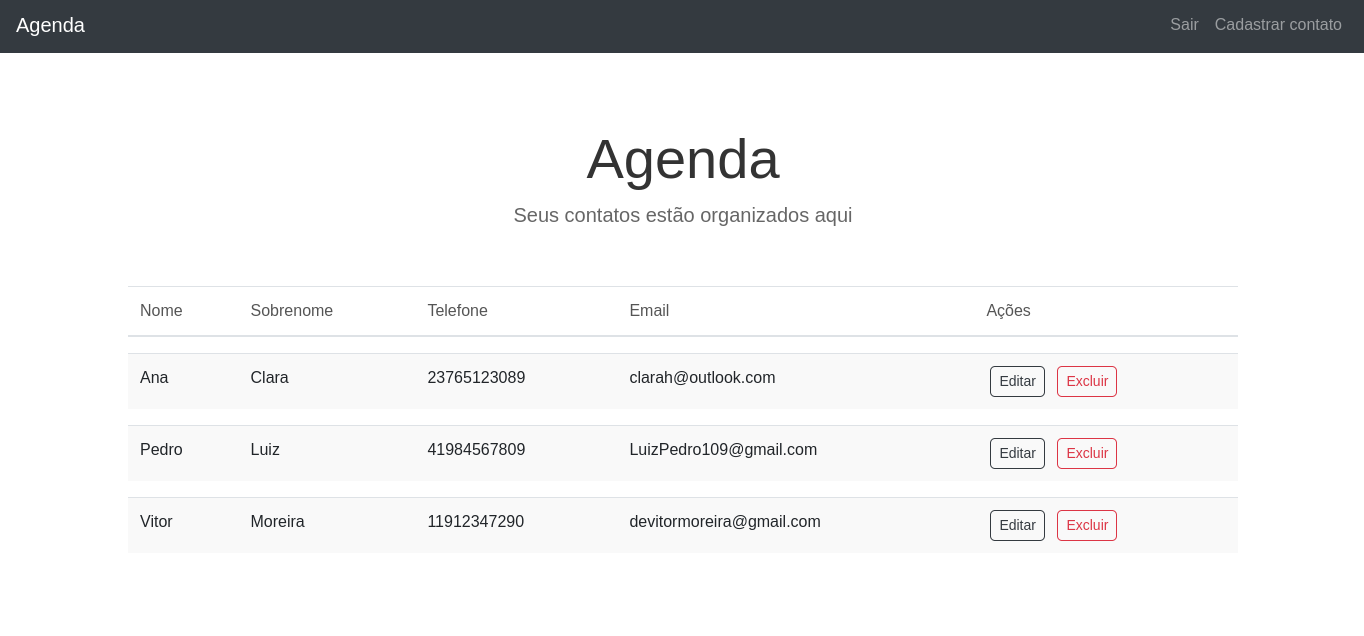 Agenda Sair Cadastrar contato
Agenda
Seus contatos estão organizados aqui
Nome Sobrenome Telefone Email Ações
Ana Clara 23765123089 clarah@outlook.com Editar Excluir
Pedro Luiz 41984567809 LuizPedro109@gmail.com Editar Excluir
Vitor Moreira 11912347290 devitormoreira@gmail.com Editar Excluir